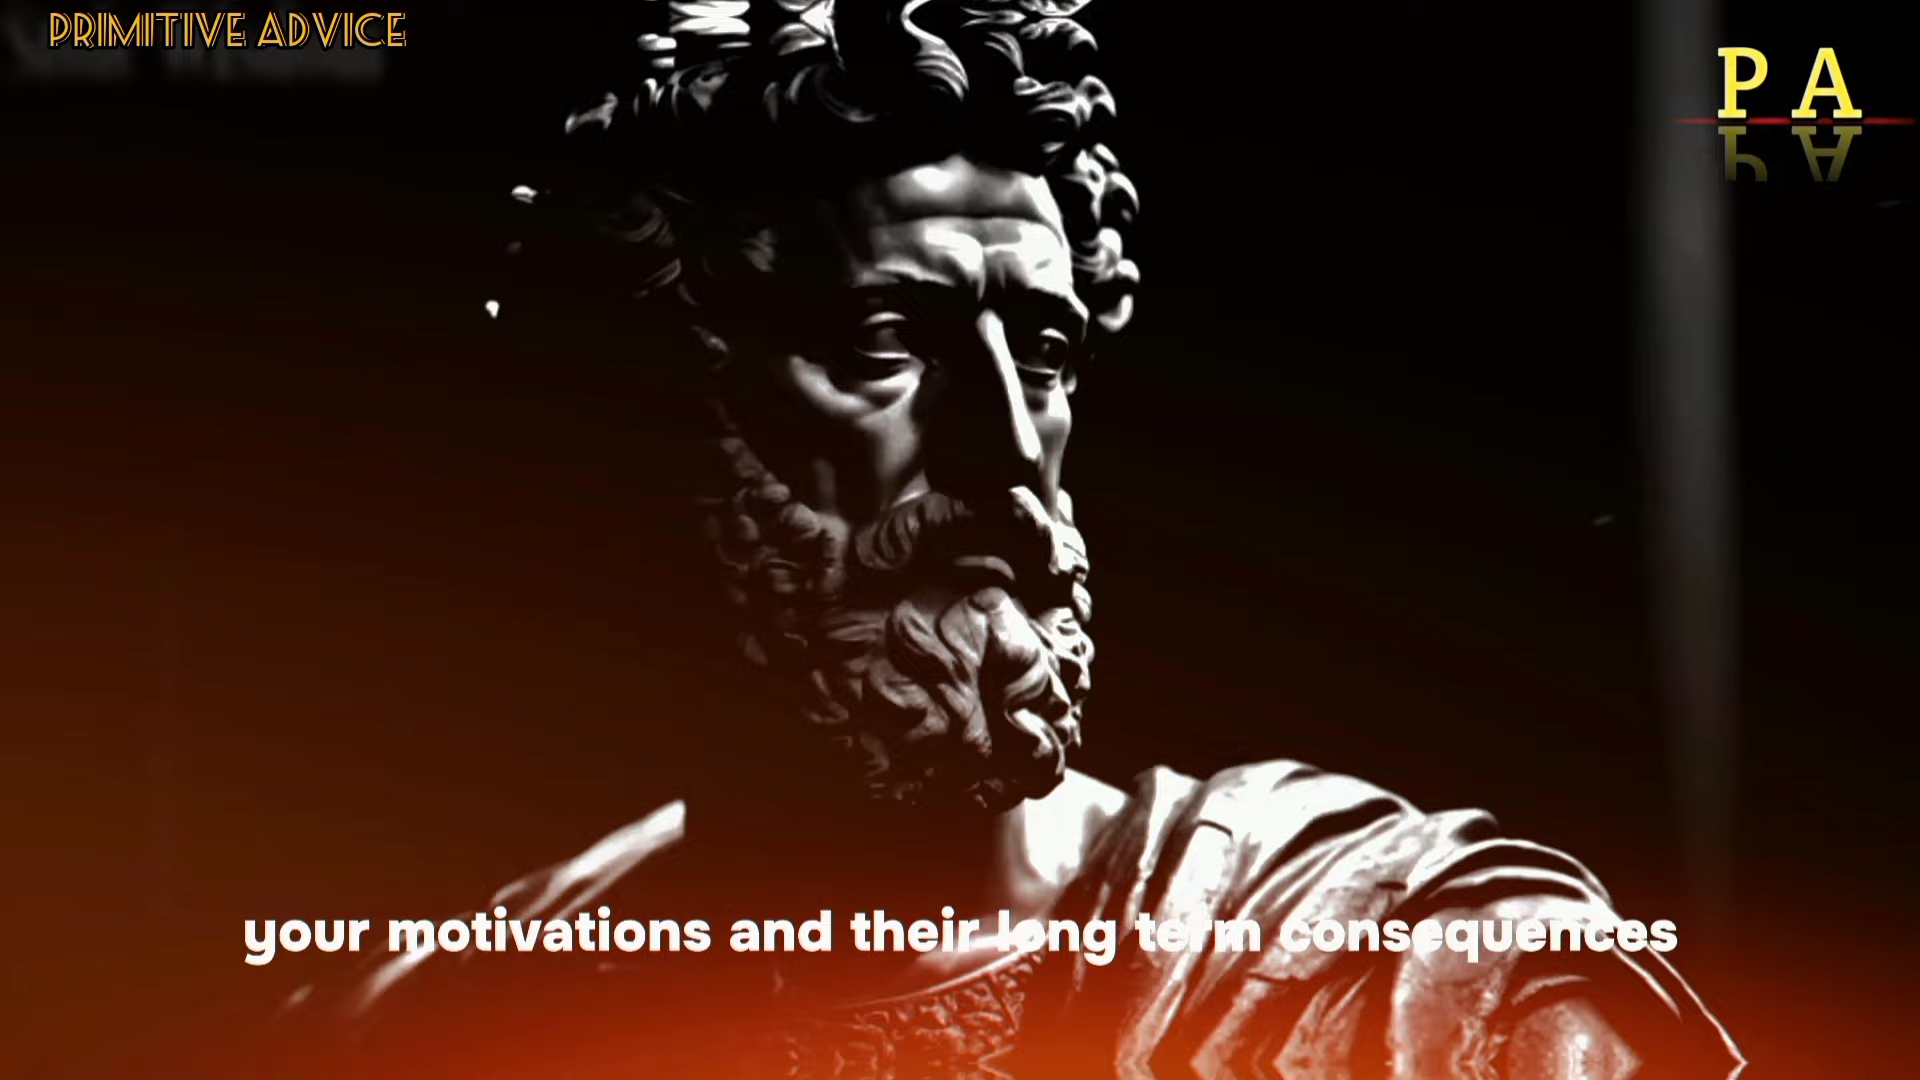 PRIMITIVE ADVICE
P A
your motivations and their long term consequences